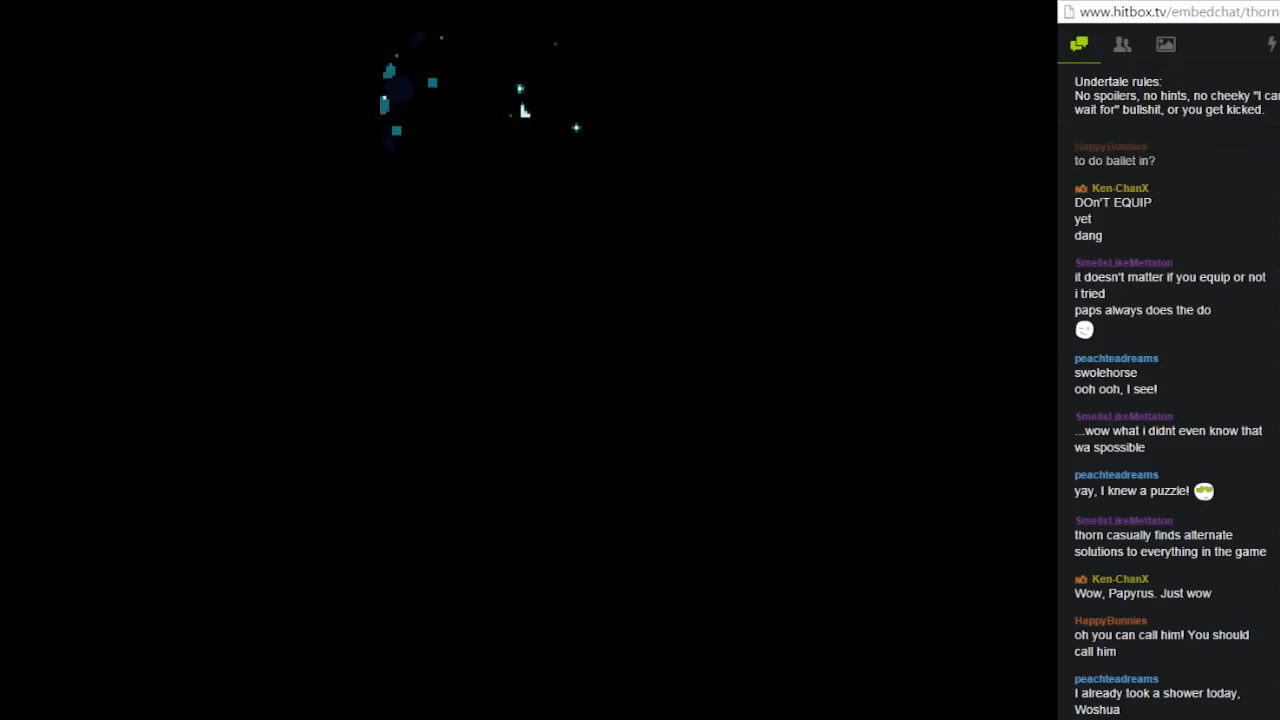 www.hitbox.tv/embedchat/thorn
Undertale rules:
No spoilers, no hints, no cheeky "I can
wait for" bullshit, or you get kicked.
HappyBunnies
to do ballet in?
Ken-ChanX
DOn'T EQUIP
yet
dang
SmellsLikeMettaton
it doesn't matter if you equip or not
i tried
paps always does the do
peachteadreams
swolehorse
ooh ooh, I see!
SmellsLikeMettaton
...wow what i didnt even know that
wa spossible
peachteadreams
yay, I knew a puzzle!
SmellsLikeMettaton
thorn casually finds alternate
solutions to everything in the game
Ken-ChanX
Wow, Papyrus. Just wow
HappyBunnies
oh you can call him! You should
call him
peachteadreams
I already took a shower today,
Woshua